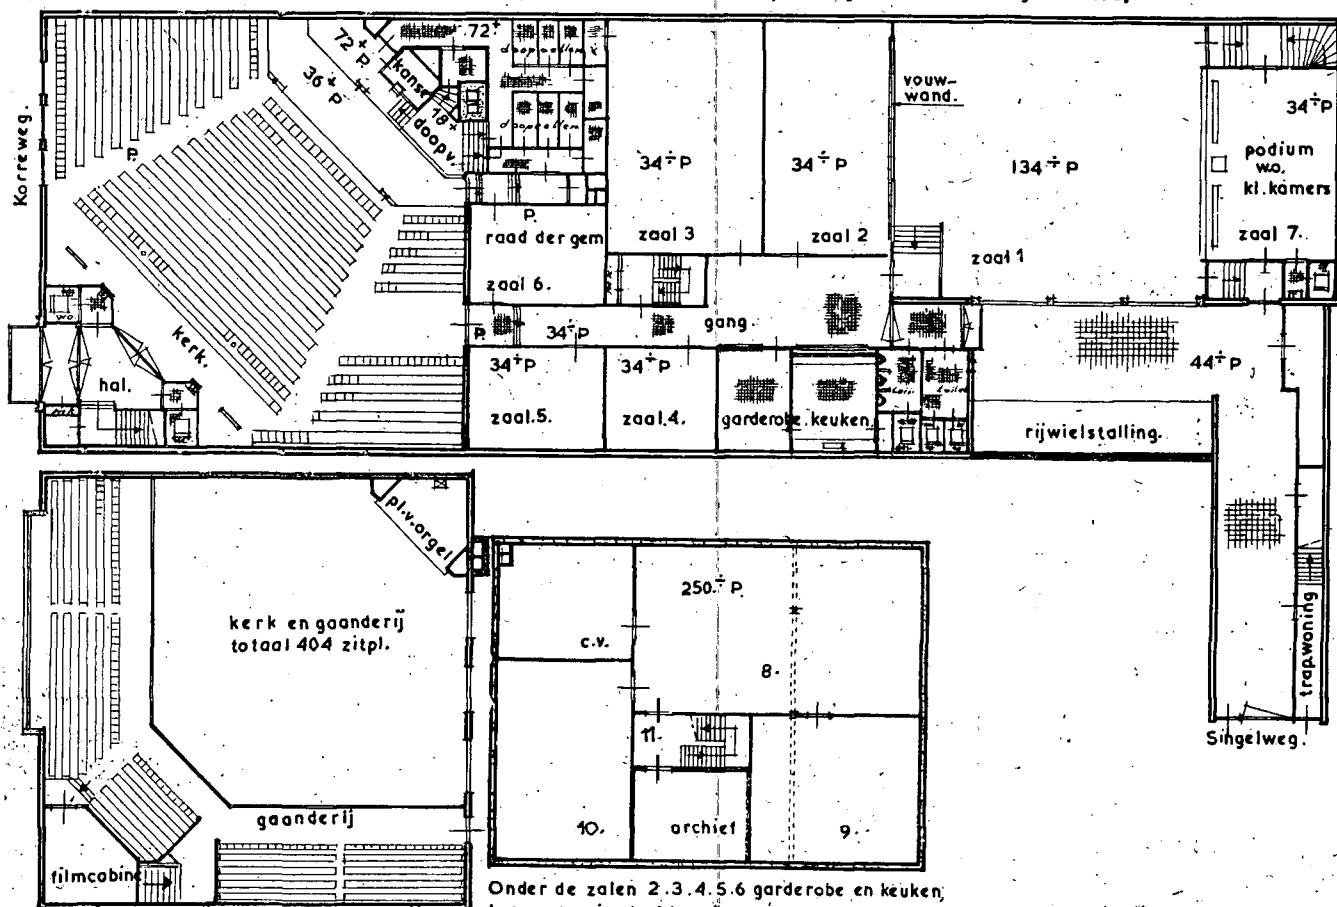 Korreweg.
P.
72+ P
36× P
72+
kansel
18+
doopv.
doopcellen
doopcellen
34÷P
zaal 3
34÷P
zaal 2
vouw-
wand.
134÷P
zaal 1
34÷P
podium
w.o.
kl.kamers
zaal 7.
P.
raad der gem
zaal 6.
kerk.
hal.
wo
P.
34÷P
gang.
34÷P
zaal.5.
34÷P
zaal.4.
garderobe.
keuken.
44÷P
rijwielstalling.
trap.woning
Singelweg.
pl.v.orgel
kerk en gaanderij
totaal 404 zitpl.
gaanderij
filmcabine
c.v.
250÷ P.
8.
11.
10.
archief
9.
Onder de zalen 2.3.4.5.6 garderobe en keuken,